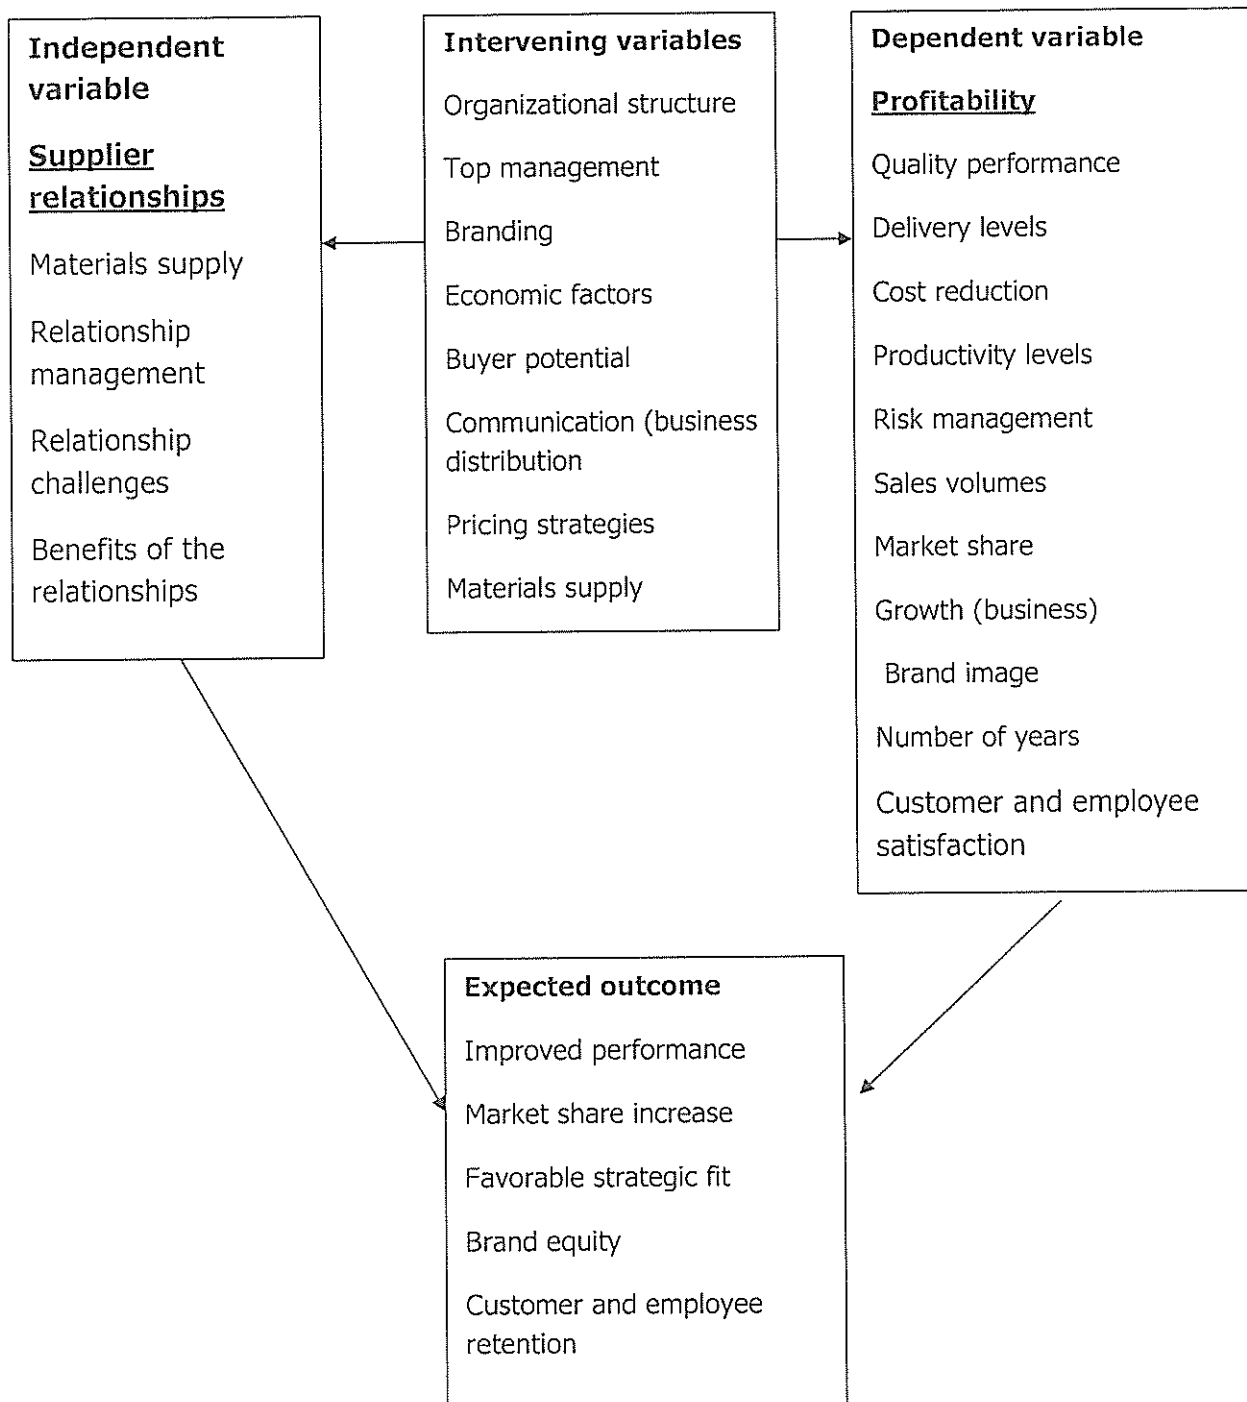 Independent
variable
Supplier
relationships
Materials supply
Relationship
management
Relationship
challenges
Benefits of the
relationships
Intervening variables
Organizational structure
Top management
Branding
Economic factors
Buyer potential
Communication (business
distribution
Pricing strategies
Materials supply
Dependent variable
Profitability
Quality performance
Delivery levels
Cost reduction
Productivity levels
Risk management
Sales volumes
Market share
Growth (business)
Brand image
Number of years
Customer and employee
satisfaction
Expected outcome
Improved performance
Market share increase
Favorable strategic fit
Brand equity
Customer and employee
retention